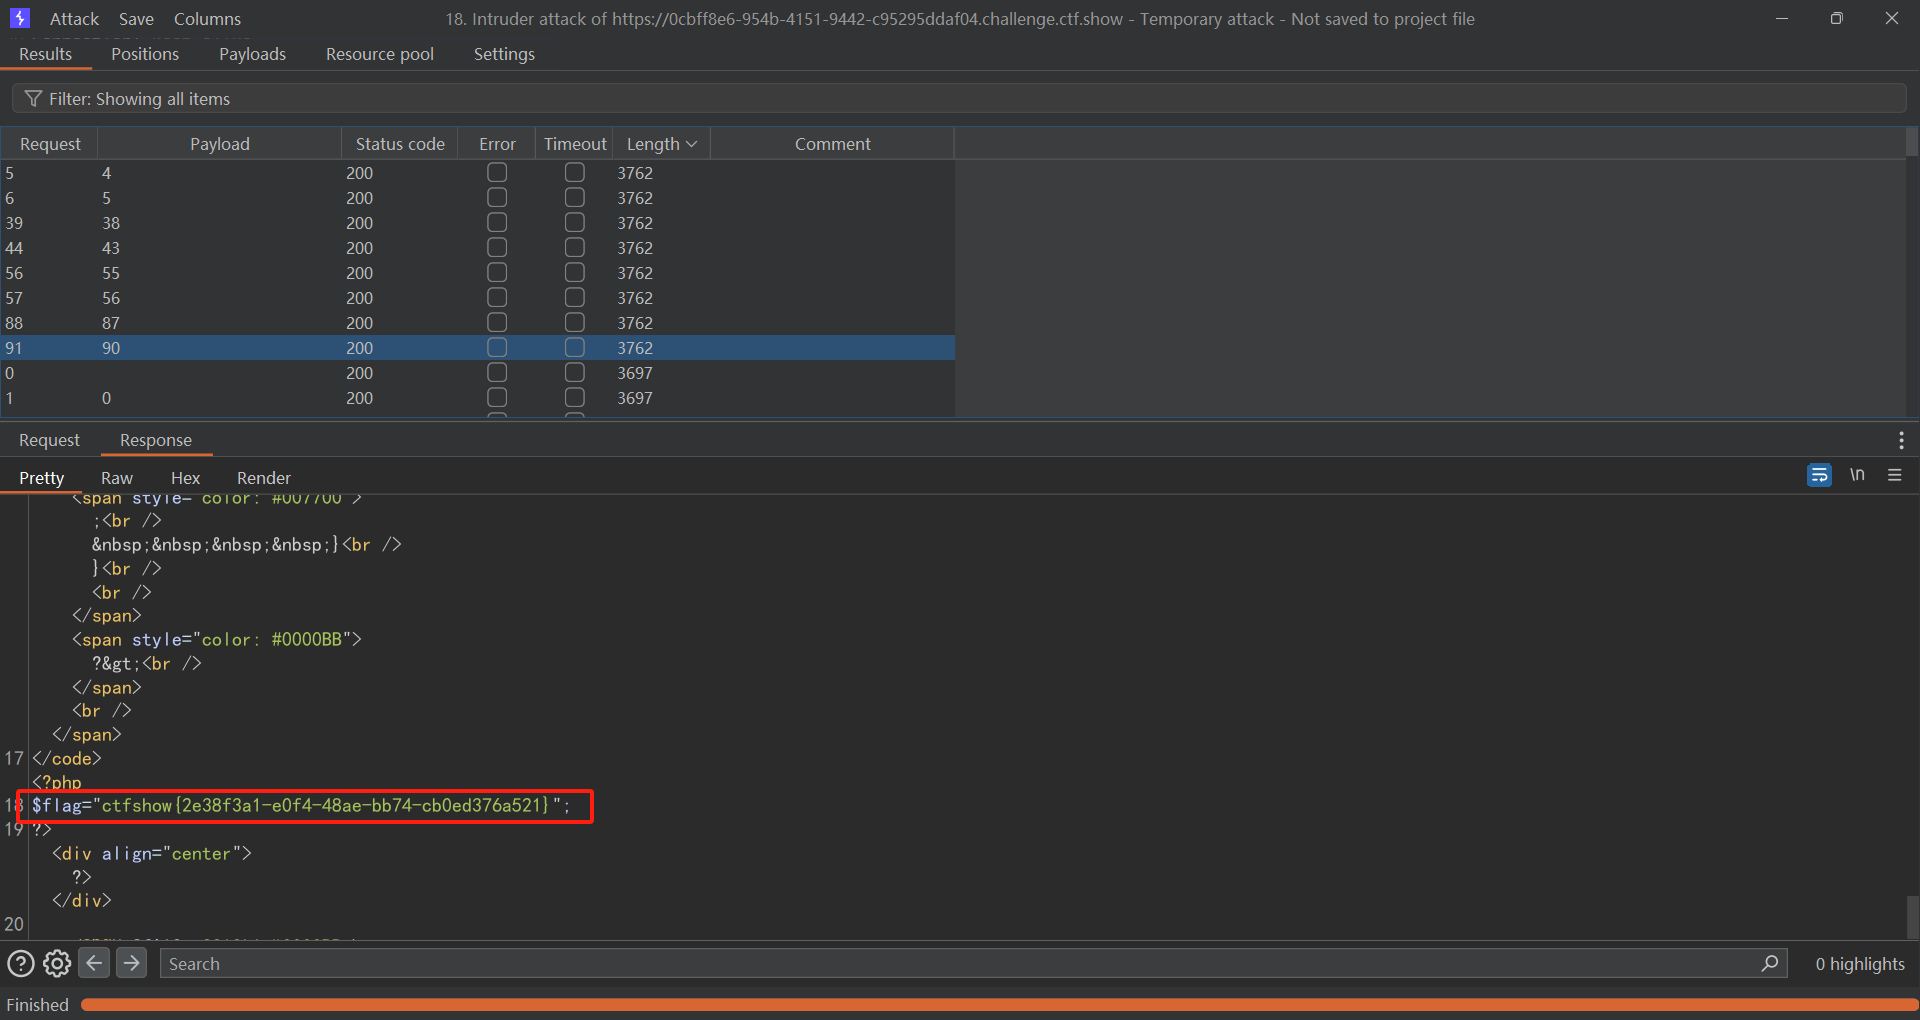 Attack Save Columns 18. Intruder attack of https://0cbff8e6-954b-4151-9442-c95295ddaf04.challenge.ctf.show - Temporary attack - Not saved to project file
Results Positions Payloads Resource pool Settings
Filter: Showing all items
Request Payload Status code Error Timeout Length Comment
5 4 200 3762
6 5 200 3762
39 38 200 3762
44 43 200 3762
56 55 200 3762
57 56 200 3762
88 87 200 3762
91 90 200 3762
0 200 3697
1 0 200 3697
Request Response
Pretty Raw Hex Render \n
<span style="color: #007700">
;<br />
&nbsp;&nbsp;&nbsp;&nbsp;}<br />
}<br />
<br />
</span>
<span style="color: #0000BB">
?&gt;<br />
</span>
<br />
</span>
17 </code>
<?php
18 $flag="ctfshow{2e38f3a1-e0f4-48ae-bb74-cb0ed376a521}";
19 ?>
<div align="center">
?>
</div>
20
Search 0 highlights
Finished